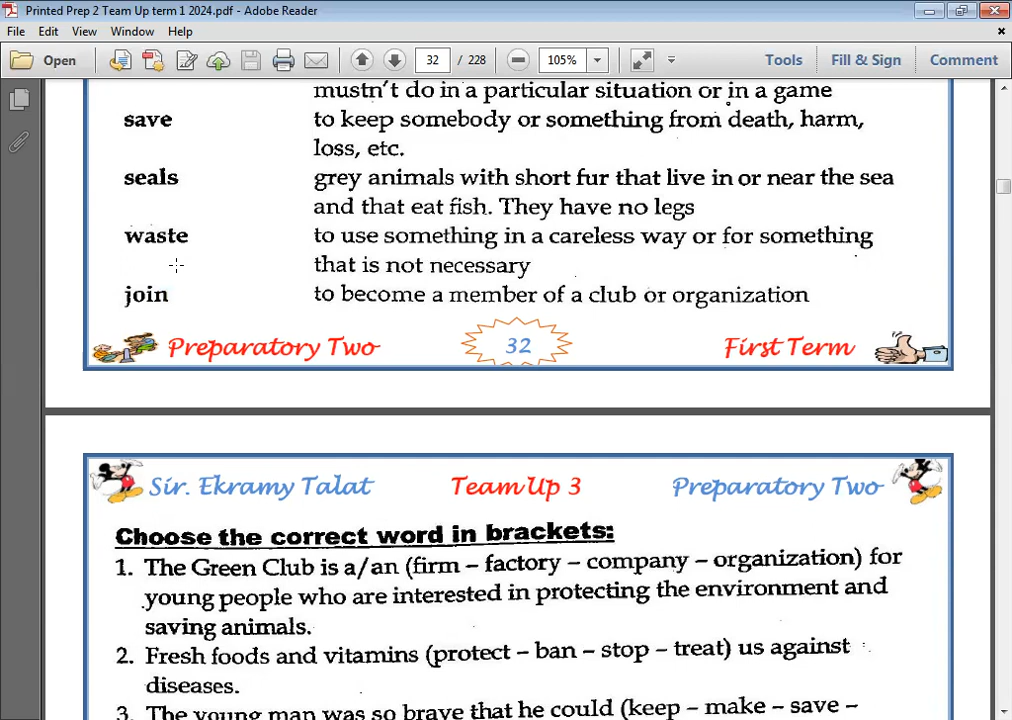 Printed Prep 2 Team Up term 1 2024.pdf - Adobe Reader
File Edit View Window Help
Open 32 / 228 105% Tools Fill & Sign Comment
mustn't do in a particular situation or in a game
save to keep somebody or something from death, harm,
loss, etc.
seals grey animals with short fur that live in or near the sea
and that eat fish. They have no legs
waste to use something in a careless way or for something
that is not necessary
join to become a member of a club or organization
Preparatory Two 32 First Term
Sir. Ekramy Talat Team Up 3 Preparatory Two
Choose the correct word in brackets:
1. The Green Club is a/an (firm – factory – company – organization) for
young people who are interested in protecting the environment and
saving animals.
2. Fresh foods and vitamins (protect – ban – stop – treat) us against
diseases.
3. The young man was so brave that he could (keep – make – save –